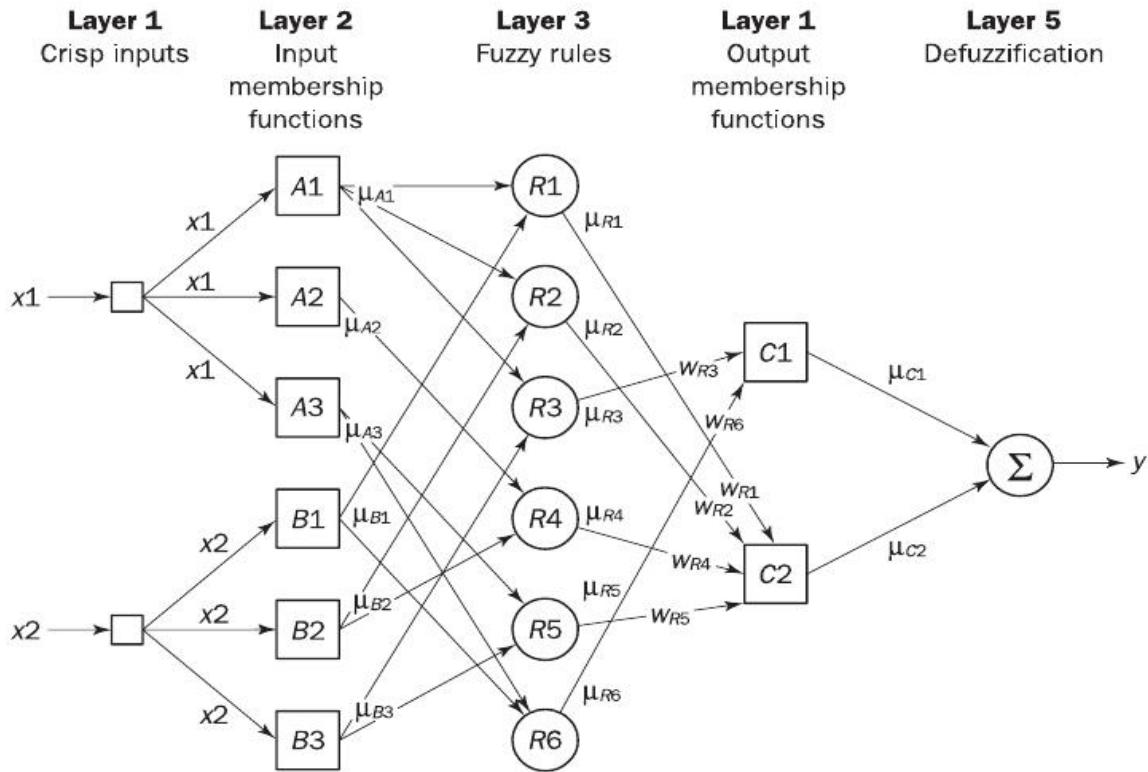 Layer 1
Crisp inputs
Layer 2
Input
membership
functions
Layer 3
Fuzzy rules
Layer 1
Output
membership
functions
Layer 5
Defuzzification
x1
x1
x1
x1
A1
A2
A3
μA1
μA2
μA3
x2
x2
x2
x2
B1
B2
B3
μB1
μB2
μB3
R1
R2
R3
R4
R5
R6
μR1
μR2
μR3
μR4
μR5
μR6
wR3
wR6
wR1
wR2
wR4
wR5
C1
C2
μC1
μC2
Σ
y